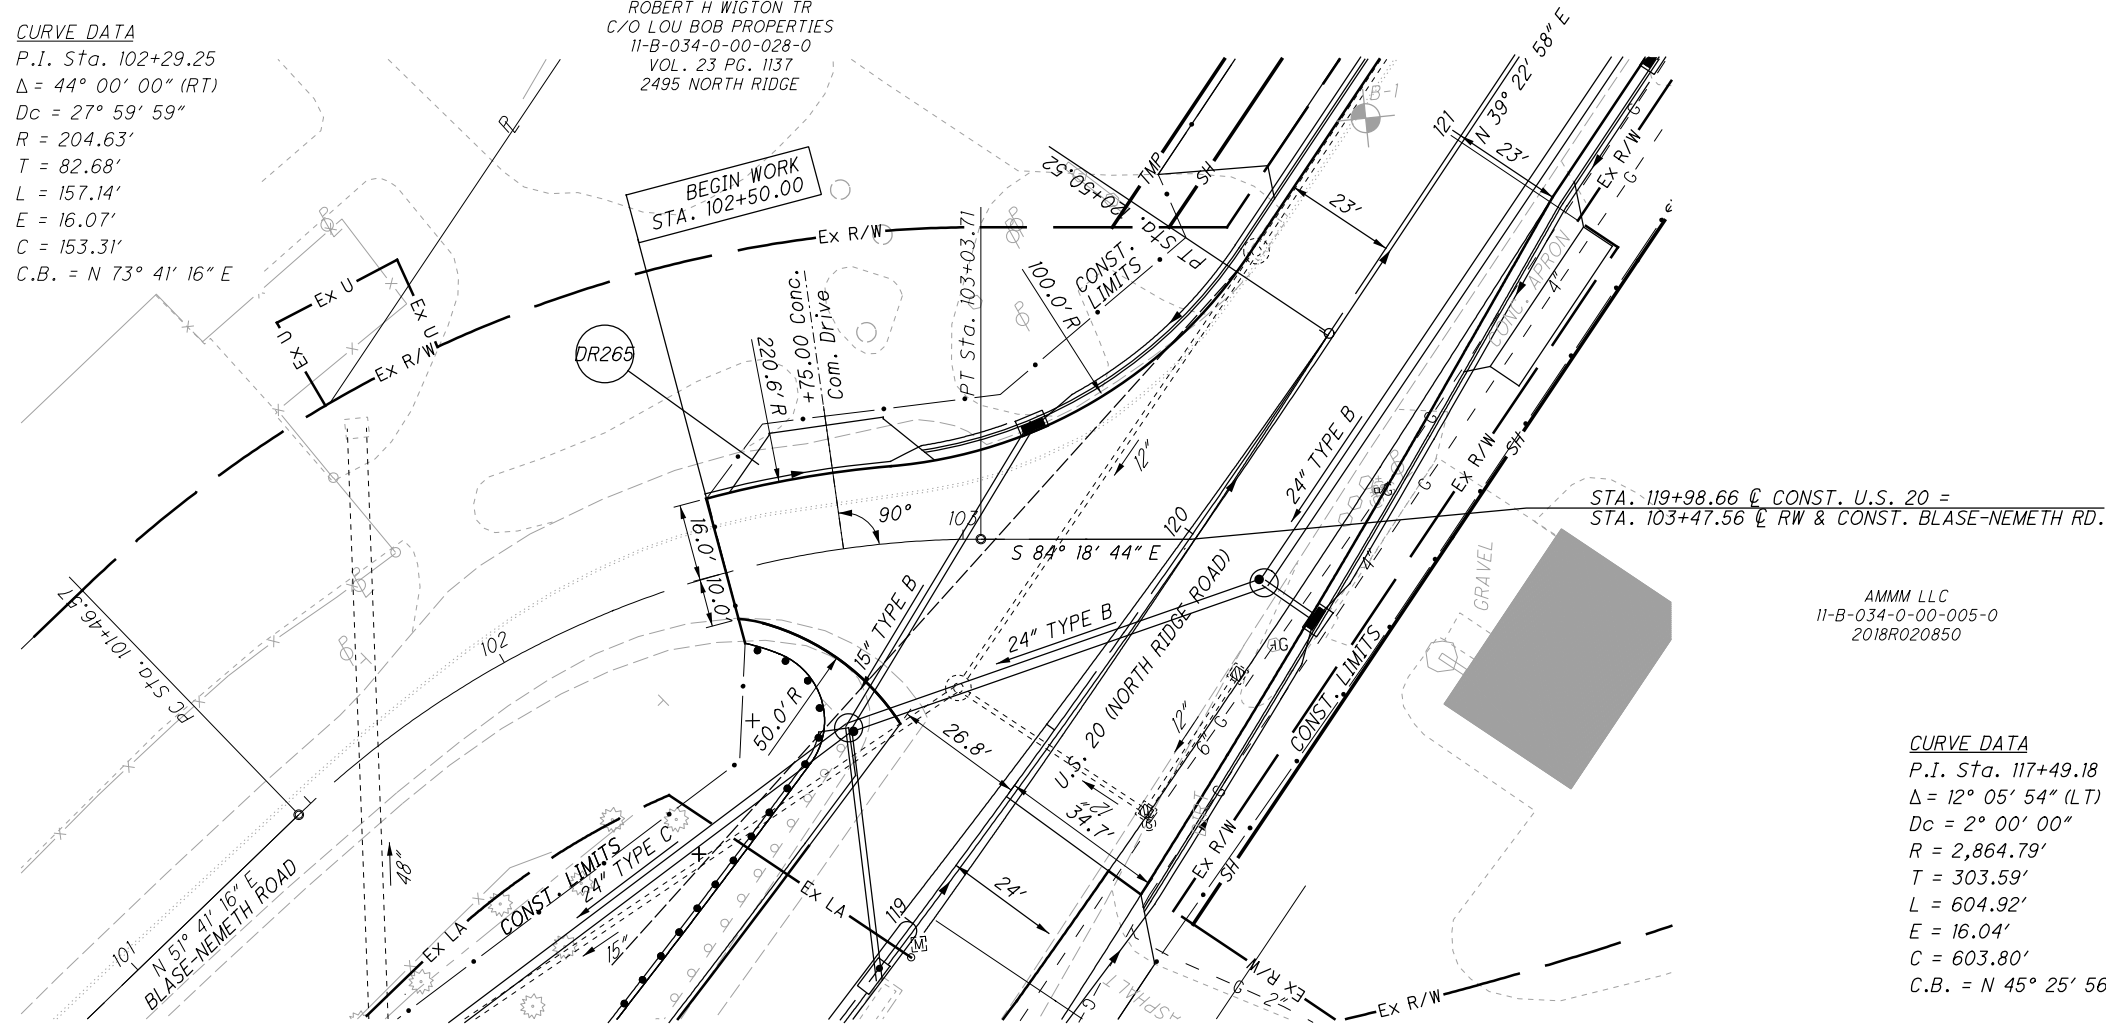 CURVE DATA
P.I. Sta. 102+29.25
Δ = 44° 00' 00" (RT)
Dc = 27° 59' 59"
R = 204.63'
T = 82.68'
L = 157.14'
E = 16.07'
C = 153.31'
C.B. = N 73° 41' 16" E
ROBERT H WIGTON TR
C/O LOU BOB PROPERTIES
11-B-034-0-00-028-0
VOL. 23 PG. 1137
2495 NORTH RIDGE
BEGIN WORK
STA. 102+50.00
Ex R/W
Ex U
Ex U
Ex U
Ex R/W
DR265
220.6' R
+75.00 Conc.
Com. Drive
PT Sta. 103+03.71
100.0' R
CONST.
LIMITS
PT Sta. 120+50.52
TMP
SH
B-1
121
N 39° 22' 58" E
23'
23'
Ex R/W
G
G
CONC. APRON
4"
12"
24" TYPE B
G
G
G
Ex R/W
SH
STA. 119+98.66 ℄ CONST. U.S. 20 =
STA. 103+47.56 ℄ RW & CONST. BLASE-NEMETH RD.
90°
103
S 84° 18' 44" E
120
16.0'
10.0'
102
PC Sta. 101+46.57
15" TYPE B
24" TYPE B
U.S. 20 (NORTH RIDGE ROAD)
4"
GRAVEL
CONST. LIMITS
AMMM LLC
11-B-034-0-00-005-0
2018R020850
50.0' R
26.8'
12"
6"
G
G
12"
34.7'
24'
Ex R/W
SH
CONST. LIMITS
24" TYPE C
Ex LA
Ex LA
15"
48"
119
M
101
N 51° 41' 16" E
BLASE-NEMETH ROAD
ASPHALT
G
G
2"
Ex R/W
Ex R/W
CURVE DATA
P.I. Sta. 117+49.18
Δ = 12° 05' 54" (LT)
Dc = 2° 00' 00"
R = 2,864.79'
T = 303.59'
L = 604.92'
E = 16.04'
C = 603.80'
C.B. = N 45° 25' 56